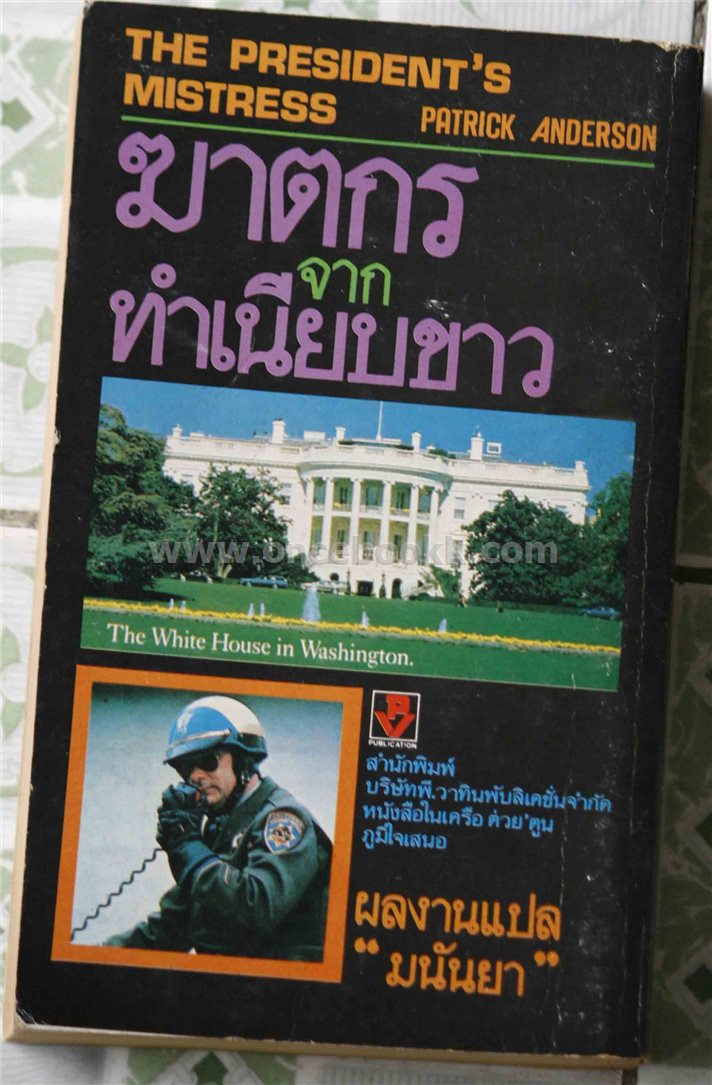 THE PRESIDENT'S
MISTRESS PATRICK ANDERSON
ฆาตกร
จาก
ทำเนียบขาว
www.oncebookk.com
The White House in Washington.
PV
PUBLICATION
สำนักพิมพ์
บริษัทพี.วาทินพับลิเคชั่นจำกัด
หนังสือในเครือ ต่วย'ตูน
ภูมิใจเสนอ
ผลงานแปล
"มนันยา"